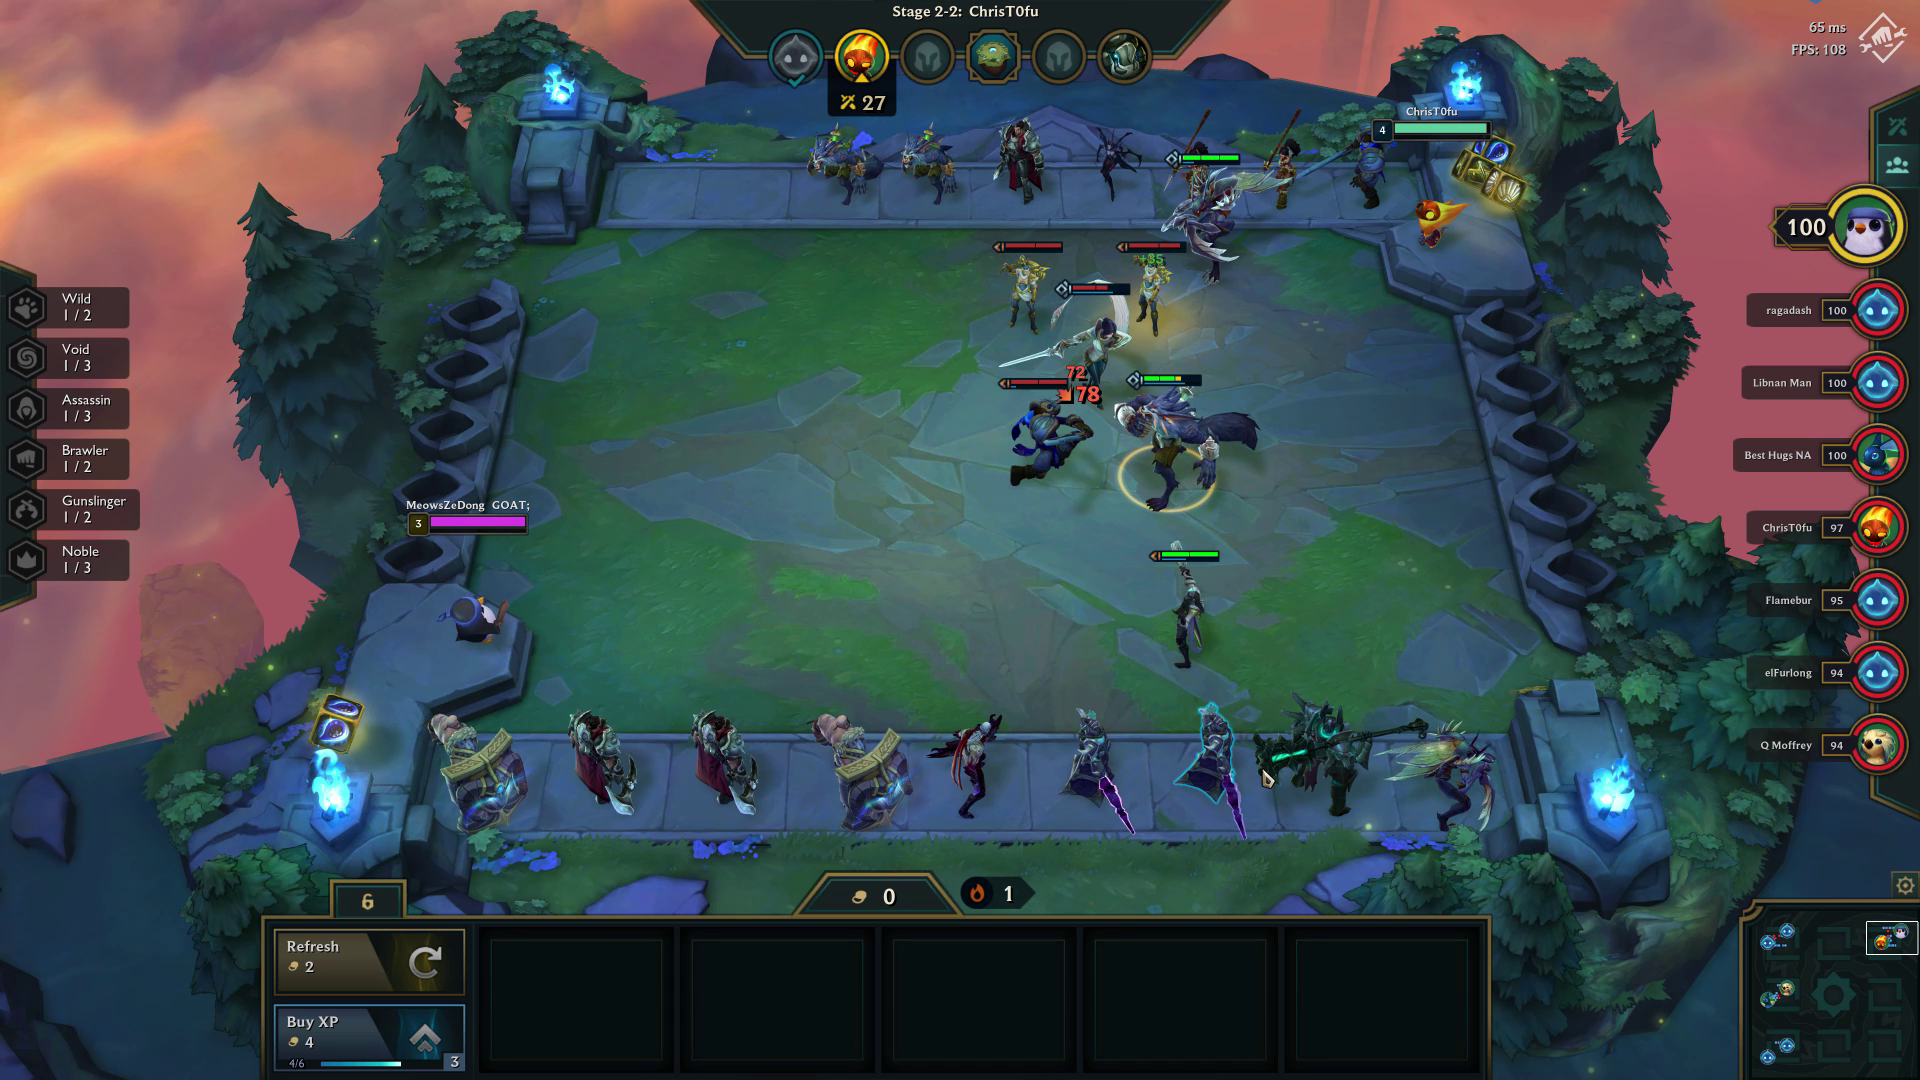 Stage 2-2: ChrisT0fu
27
65 ms
FPS: 108
ChrisT0fu
4
100
ragadash 100
Libnan Man 100
Best Hugs NA 100
ChrisT0fu 97
Flamebur 95
elFurlong 94
Q Moffrey 94
Wild
1 / 2
Void
1 / 3
Assassin
1 / 3
Brawler
1 / 2
Gunslinger
1 / 2
Noble
1 / 3
+35
72
78
MeowsZeDong GOAT;
3
6
0
1
Refresh
2
Buy XP
4
4/6
3